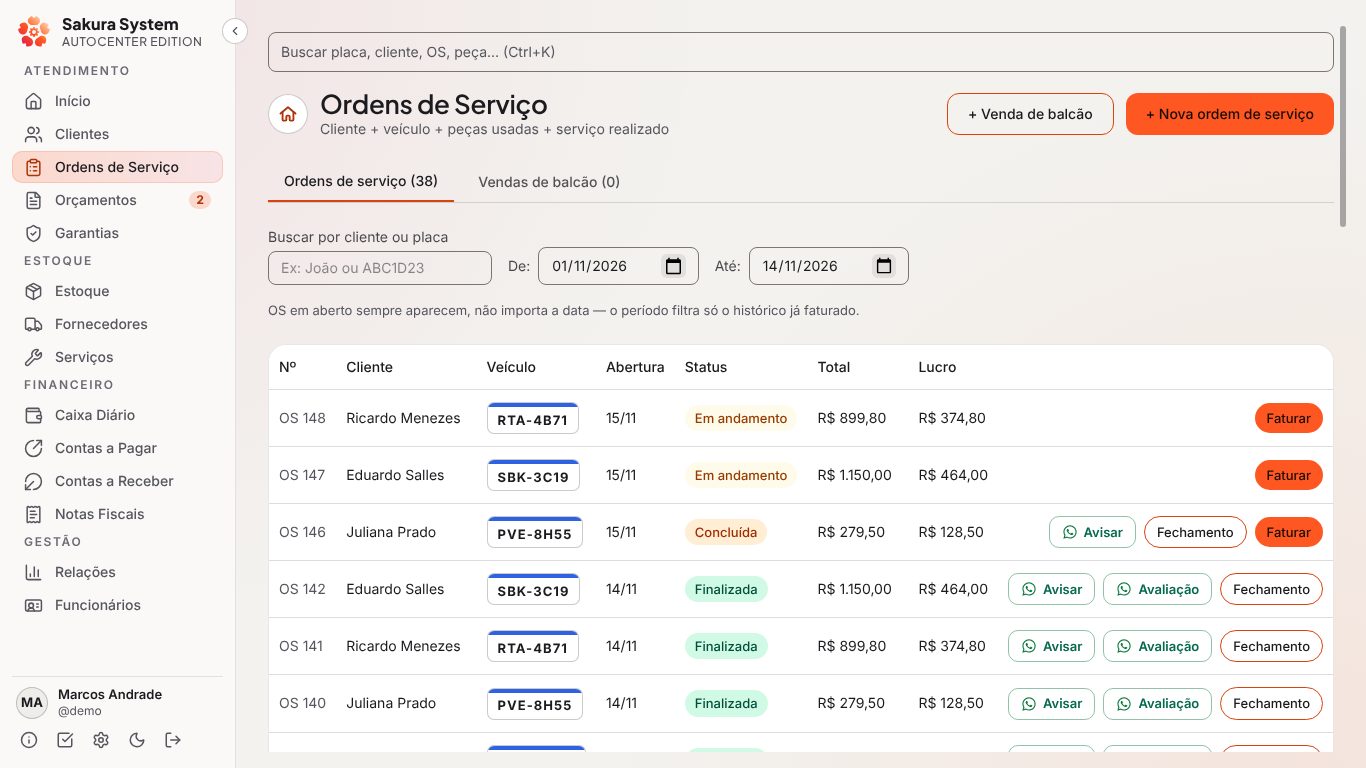 Sakura System
AUTOCENTER EDITION
ATENDIMENTO
Início
Clientes
Ordens de Serviço
Orçamentos 2
Garantias
ESTOQUE
Estoque
Fornecedores
Serviços
FINANCEIRO
Caixa Diário
Contas a Pagar
Contas a Receber
Notas Fiscais
GESTÃO
Relações
Funcionários
MA
Marcos Andrade
@demo
Buscar placa, cliente, OS, peça... (Ctrl+K)
Ordens de Serviço
Cliente + veículo + peças usadas + serviço realizado
+ Venda de balcão
+ Nova ordem de serviço
Ordens de serviço (38) Vendas de balcão (0)
Buscar por cliente ou placa
Ex: João ou ABC1D23 De: 01/11/2026 Até: 14/11/2026
OS em aberto sempre aparecem, não importa a data — o período filtra só o histórico já faturado.
Nº Cliente Veículo Abertura Status Total Lucro
OS 148 Ricardo Menezes RTA-4B71 15/11 Em andamento R$ 899,80 R$ 374,80 Faturar
OS 147 Eduardo Salles SBK-3C19 15/11 Em andamento R$ 1.150,00 R$ 464,00 Faturar
OS 146 Juliana Prado PVE-8H55 15/11 Concluída R$ 279,50 R$ 128,50 Avisar Fechamento Faturar
OS 142 Eduardo Salles SBK-3C19 14/11 Finalizada R$ 1.150,00 R$ 464,00 Avisar Avaliação Fechamento
OS 141 Ricardo Menezes RTA-4B71 14/11 Finalizada R$ 899,80 R$ 374,80 Avisar Avaliação Fechamento
OS 140 Juliana Prado PVE-8H55 14/11 Finalizada R$ 279,50 R$ 128,50 Avisar Avaliação Fechamento